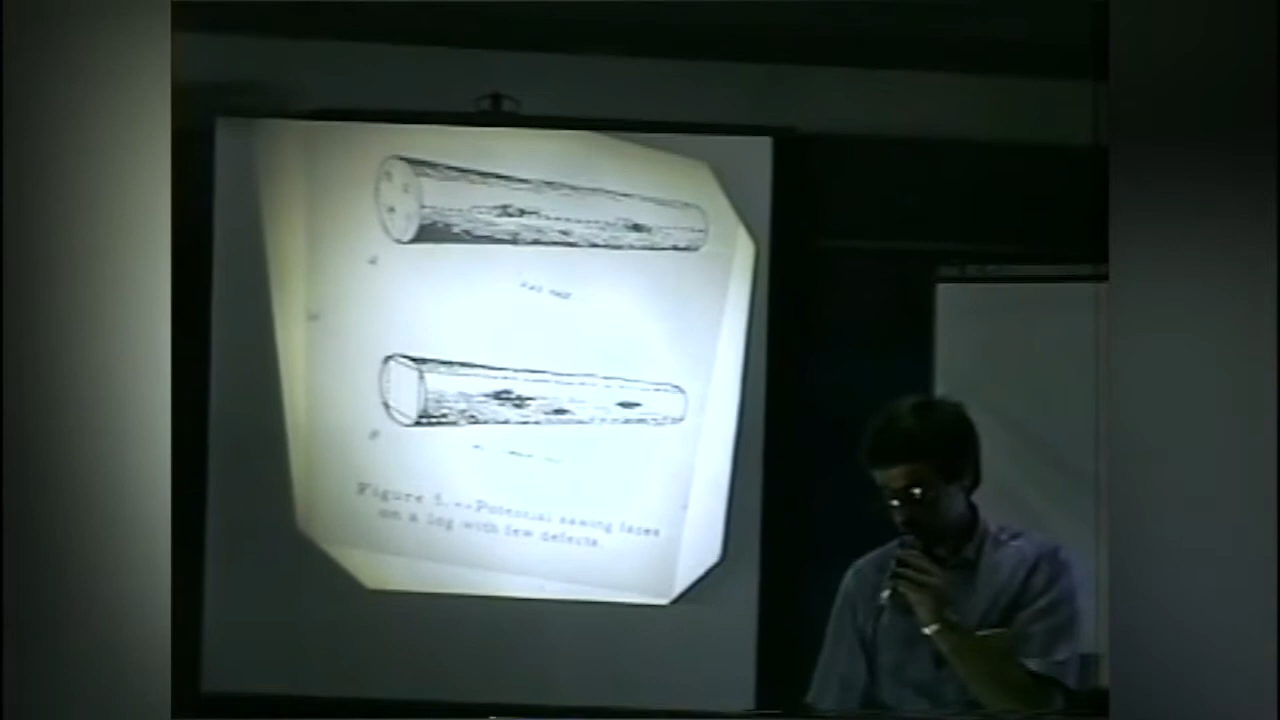 Figure 5.--Potential sawing faces
on a log with few defects.